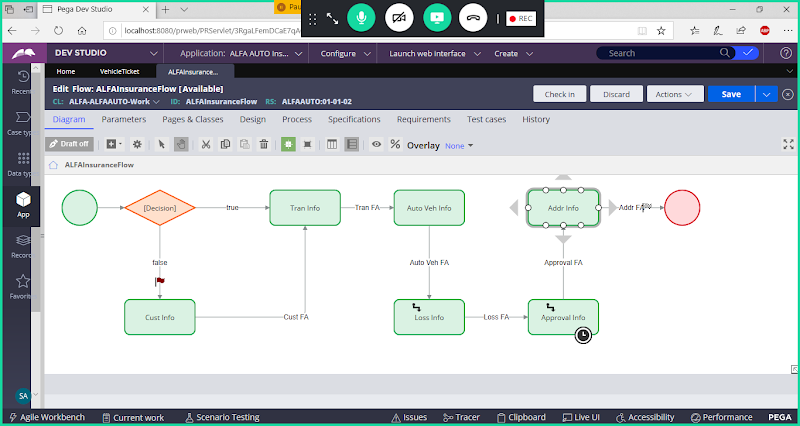 Pega Dev Studio
Pau
REC
localhost:8080/prweb/PRServlet/3RgaLFemDCaE7qA
ABP
DEV STUDIO
Application: ALFA AUTO Ins...
Configure
Launch web interface
Create
Search
Recent
Home
VehicleTicket
ALFAInsurance...
Edit Flow: ALFAInsuranceFlow [Available]
CL: ALFA-ALFAAUTO-Work
ID: ALFAInsuranceFlow
RS: ALFAAUTO:01-01-02
Check in
Discard
Actions
Save
Case type
Diagram
Parameters
Pages & Classes
Design
Process
Specifications
Requirements
Test cases
History
Draft off
Overlay
None
Data typ
ALFAInsuranceFlow
App
[Decision]
true
Tran Info
Tran FA
Auto Veh Info
Addr Info
Addr FA
Record
false
Auto Veh FA
Approval FA
Favorite
Cust Info
Cust FA
Loss Info
Loss FA
Approval Info
SA
Agile Workbench
Current work
Scenario Testing
Issues
Tracer
Clipboard
Live UI
Accessibility
Performance
PEGA